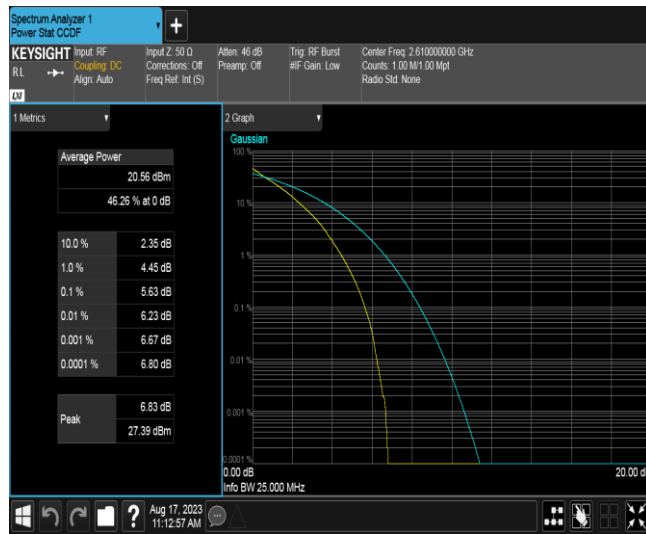 Spectrum Analyzer 1
Power Stat CCDF
+
KEYSIGHT
RL
LXI
Input: RF
Coupling: DC
Align: Auto
Input Z: 50 Ω
Corrections: Off
Freq Ref: Int (S)
Atten: 46 dB
Preamp: Off
Trig: RF Burst
#IF Gain: Low
Center Freq: 2.610000000 GHz
Counts: 1.00 M/1.00 Mpt
Radio Std: None
1 Metrics
Average Power
20.56 dBm
46.26 % at 0 dB
10.0 % 2.35 dB
1.0 % 4.45 dB
0.1 % 5.63 dB
0.01 % 6.23 dB
0.001 % 6.67 dB
0.0001 % 6.80 dB
Peak
6.83 dB
27.39 dBm
2 Graph
Gaussian
100 %
10 %
1 %
0.1 %
0.01 %
0.001 %
0.0001 %
0.00 dB
20.00 d
Info BW 25.000 MHz
?
Aug 17, 2023
11:12:57 AM